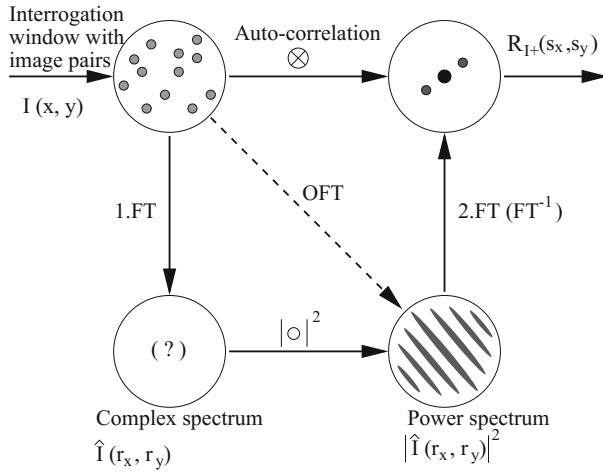 Interrogation
window with
image pairs
I (x, y)
Auto-correlation
⊗
R_{I+}(s_x,s_y)
1.FT
OFT
2.FT (FT^{-1})
(?)
|○|^2
Complex spectrum
Î (r_x, r_y)
Power spectrum
|Î (r_x, r_y)|^2